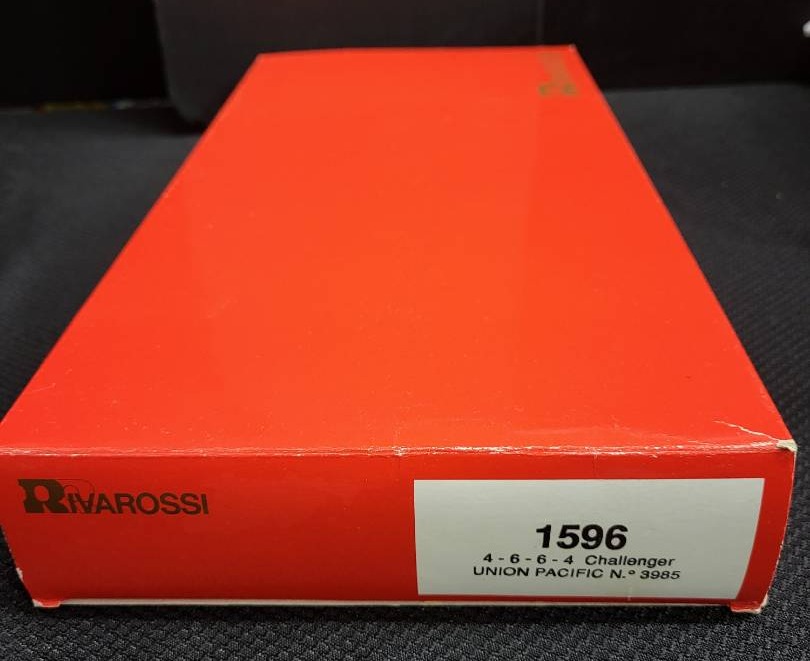 RIVAROSSI
1596
4 - 6 - 6 - 4 Challenger
UNION PACIFIC N.º 3985